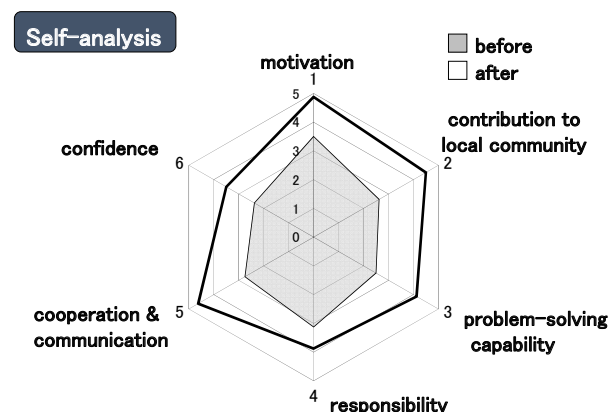 Self-analysis
before
after
motivation
1
5
4
3
2
1
0
contribution to
local community
2
confidence
6
cooperation &
communication
5
3
problem-solving
capability
4
responsibility